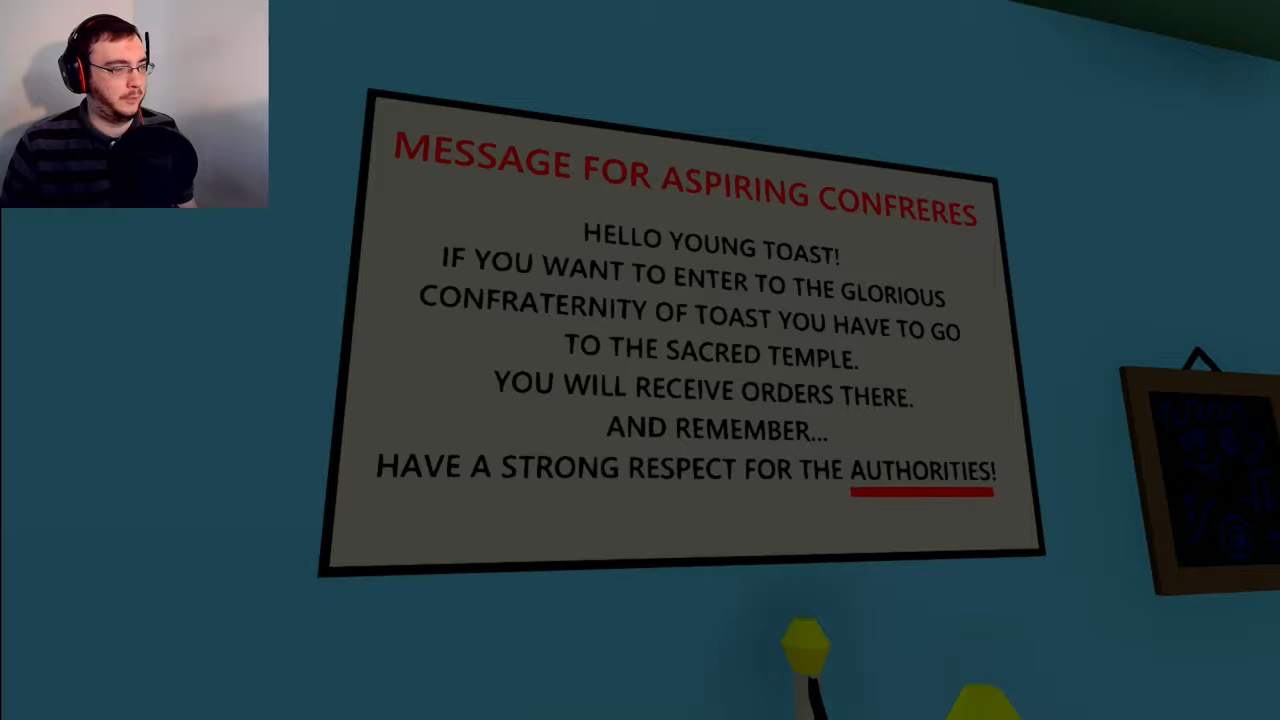 MESSAGE FOR ASPIRING CONFRERES
HELLO YOUNG TOAST!
IF YOU WANT TO ENTER TO THE GLORIOUS
CONFRATERNITY OF TOAST YOU HAVE TO GO
TO THE SACRED TEMPLE.
YOU WILL RECEIVE ORDERS THERE.
AND REMEMBER...
HAVE A STRONG RESPECT FOR THE AUTHORITIES!